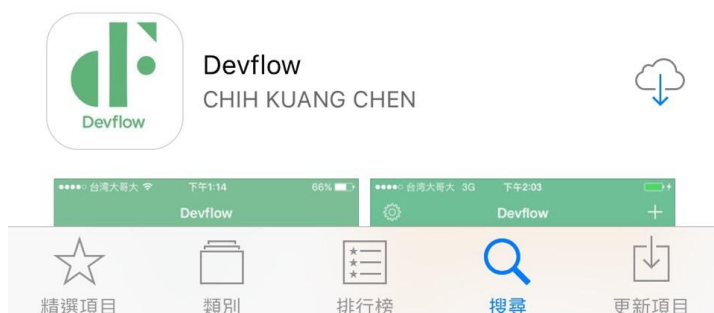 Devflow
Devflow
CHIH KUANG CHEN
台湾大哥大 下午1:14 66%
Devflow
台湾大哥大 3G 下午2:03
Devflow
精選項目 類別 排行榜 搜尋 更新項目